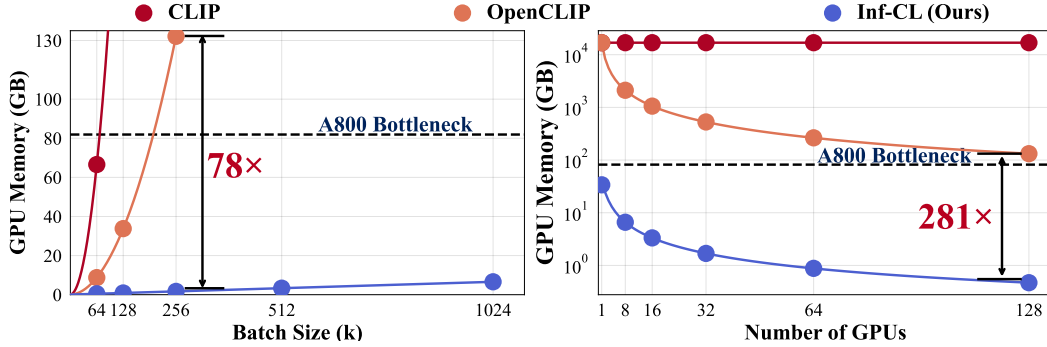 CLIP OpenCLIP Inf-CL (Ours)
GPU Memory (GB)
130
100
80
60
40
20
0
A800 Bottleneck
78×
64 128 256 512 1024
Batch Size (k)
GPU Memory (GB)
10^4
10^3
10^2
10^1
10^0
A800 Bottleneck
281×
1 8 16 32 64 128
Number of GPUs